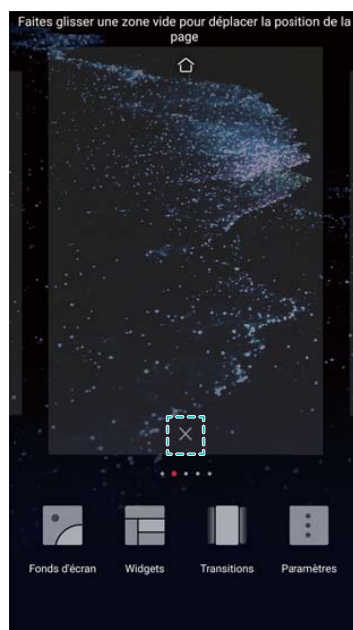 Faites glisser une zone vide pour déplacer la position de la
page
Fonds d'écran Widgets Transitions Paramètres